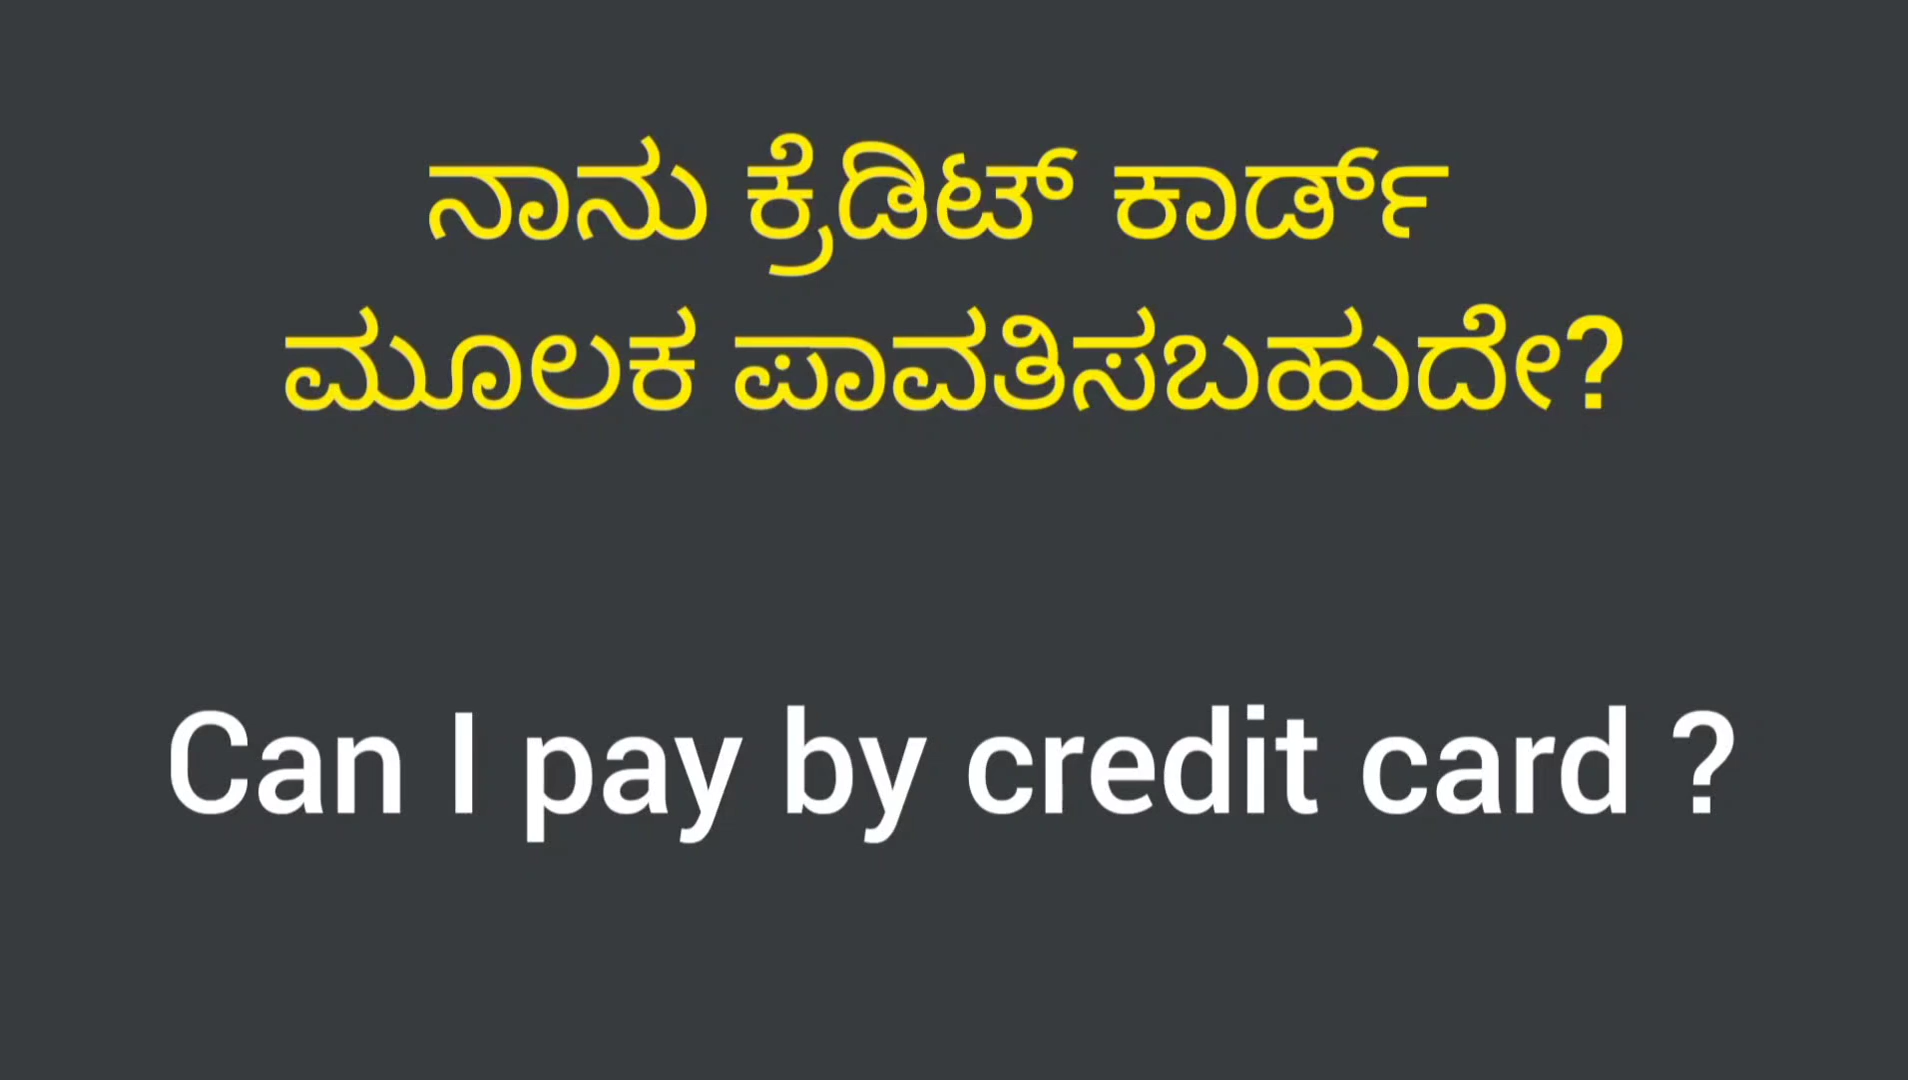 ನಾನು ಕ್ರೆಡಿಟ್ ಕಾರ್ಡ್
ಮೂಲಕ ಪಾವತಿಸಬಹುದೇ?
Can I pay by credit card ?